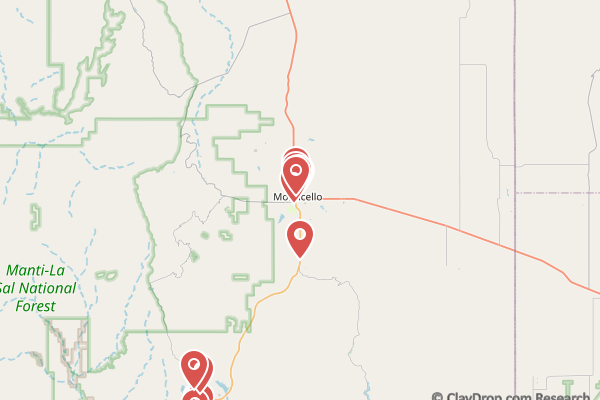 Monticello
Manti-La
Sal National
Forest
© ClayDrop.com Research